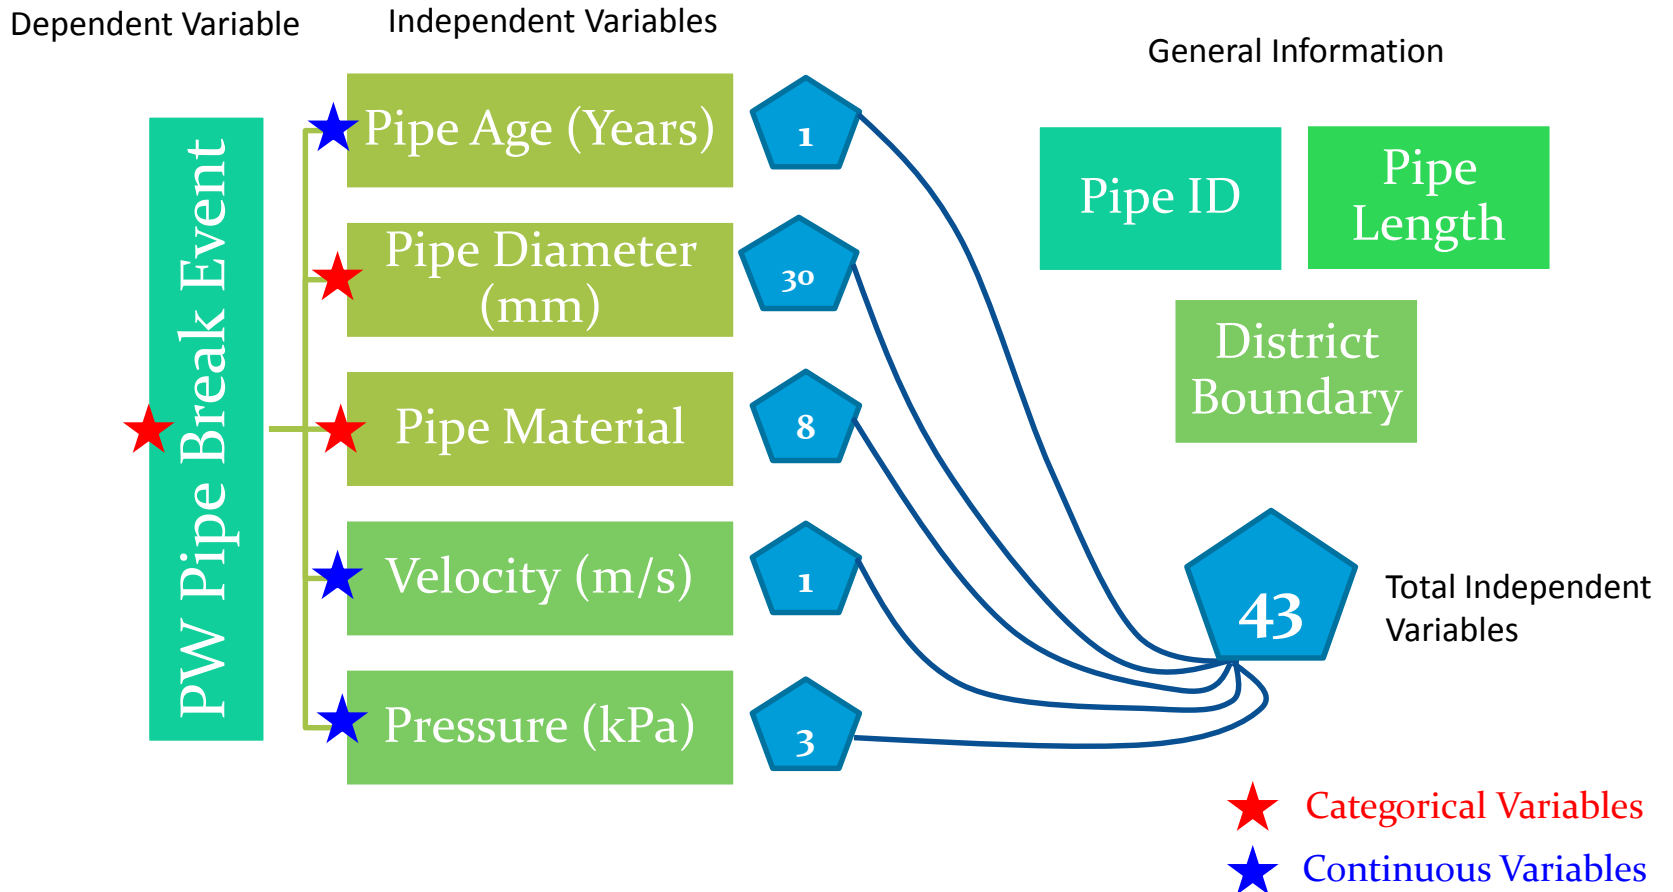 Dependent Variable
Independent Variables
General Information
PW Pipe Break Event
Pipe Age (Years)
1
Pipe Diameter
(mm)
30
Pipe Material
8
Velocity (m/s)
1
Pressure (kPa)
3
Pipe ID
Pipe
Length
District
Boundary
43
Total Independent
Variables
Categorical Variables
Continuous Variables